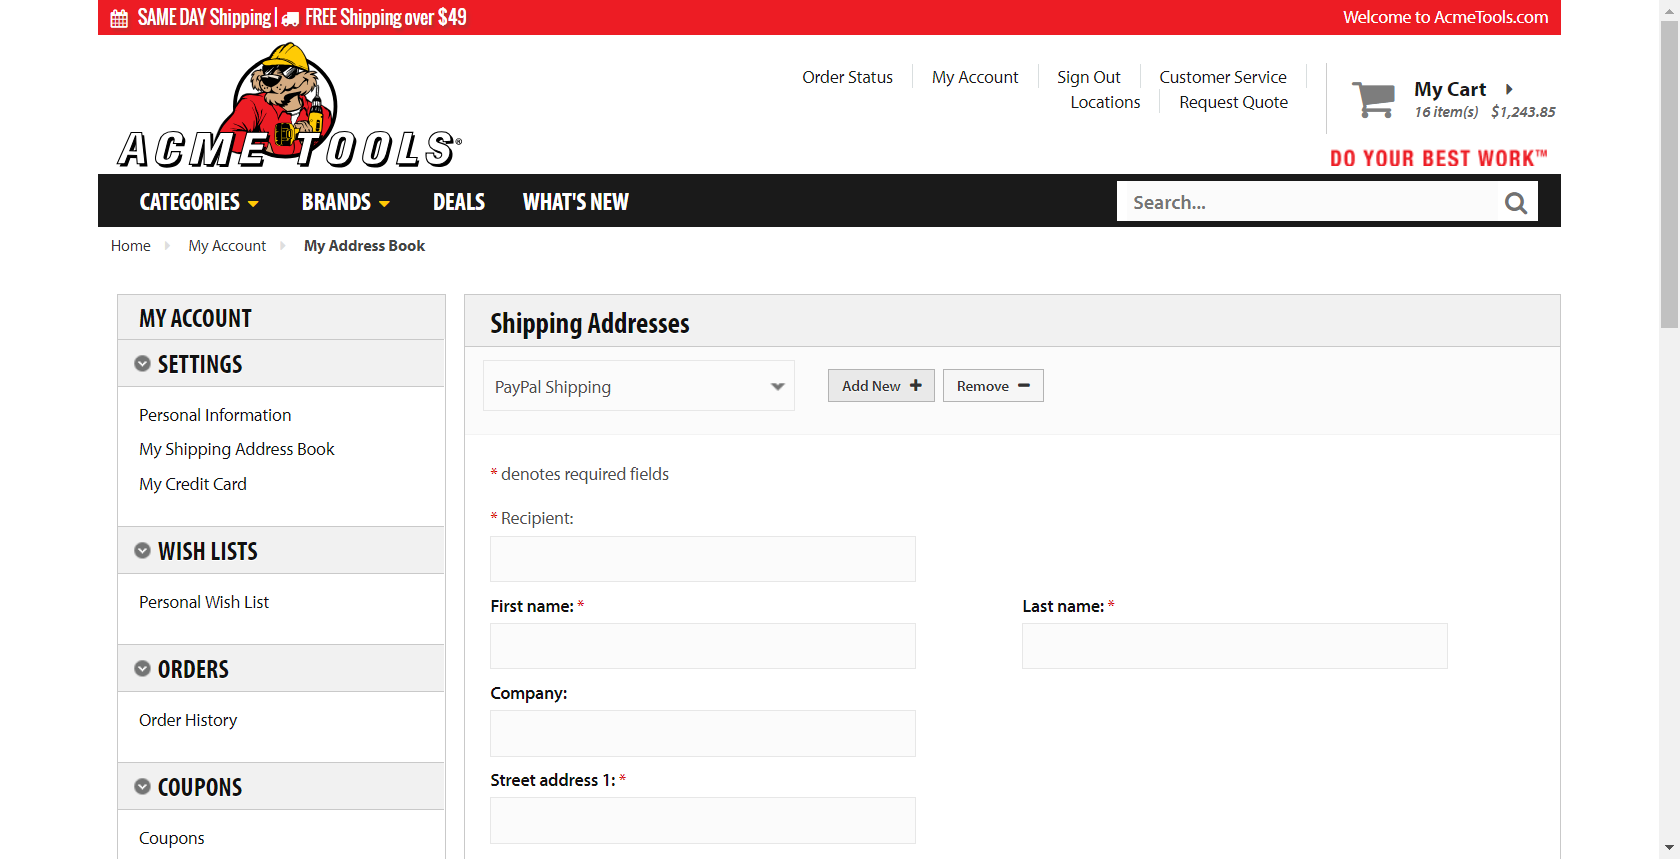 SAME DAY Shipping | FREE Shipping over $49
Welcome to AcmeTools.com
ACME TOOLS®
Order Status
My Account
Sign Out
Customer Service
Locations
Request Quote
My Cart
16 item(s) $1,243.85
DO YOUR BEST WORK™
CATEGORIES
BRANDS
DEALS
WHAT'S NEW
Search...
Home
My Account
My Address Book
MY ACCOUNT
SETTINGS
Personal Information
My Shipping Address Book
My Credit Card
WISH LISTS
Personal Wish List
ORDERS
Order History
COUPONS
Coupons
Shipping Addresses
PayPal Shipping
Add New
Remove
* denotes required fields
* Recipient:
First name: *
Last name: *
Company:
Street address 1: *